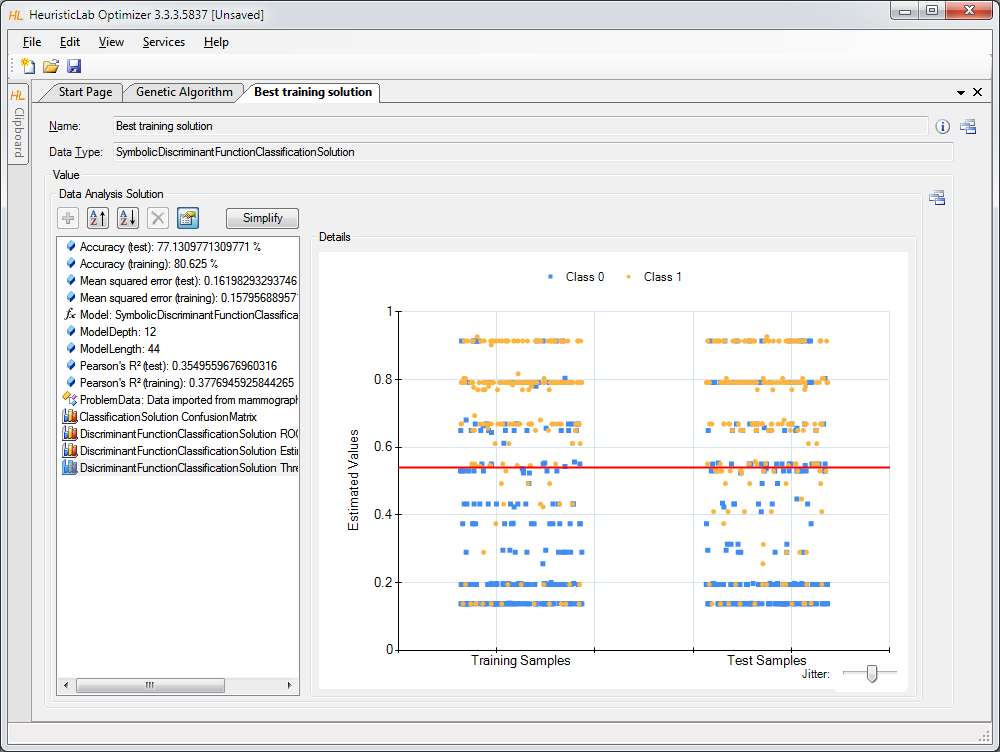 HL HeuristicLab Optimizer 3.3.3.5837 [Unsaved]
File Edit View Services Help
HL Clipboard
Start Page Genetic Algorithm Best training solution
Name: Best training solution
Data Type: SymbolicDiscriminantFunctionClassificationSolution
Value
Data Analysis Solution
Simplify
Accuracy (test): 77.1309771309771 %
Accuracy (training): 80.625 %
Mean squared error (test): 0.16198293293746
Mean squared error (training): 0.1579568895
Model: SymbolicDiscriminantFunctionClassifica
ModelDepth: 12
ModelLength: 44
Pearson's R² (test): 0.3549559676960316
Pearson's R² (training): 0.3776945925844265
ProblemData: Data imported from mammograph
ClassificationSolution ConfusionMatrix
DiscriminantFunctionClassificationSolution ROC
DiscriminantFunctionClassificationSolution Esti
DiscriminantFunctionClassificationSolution Thre
Details
Class 0 Class 1
Estimated Values
1
0.8
0.6
0.4
0.2
0
Training Samples Test Samples
Jitter: